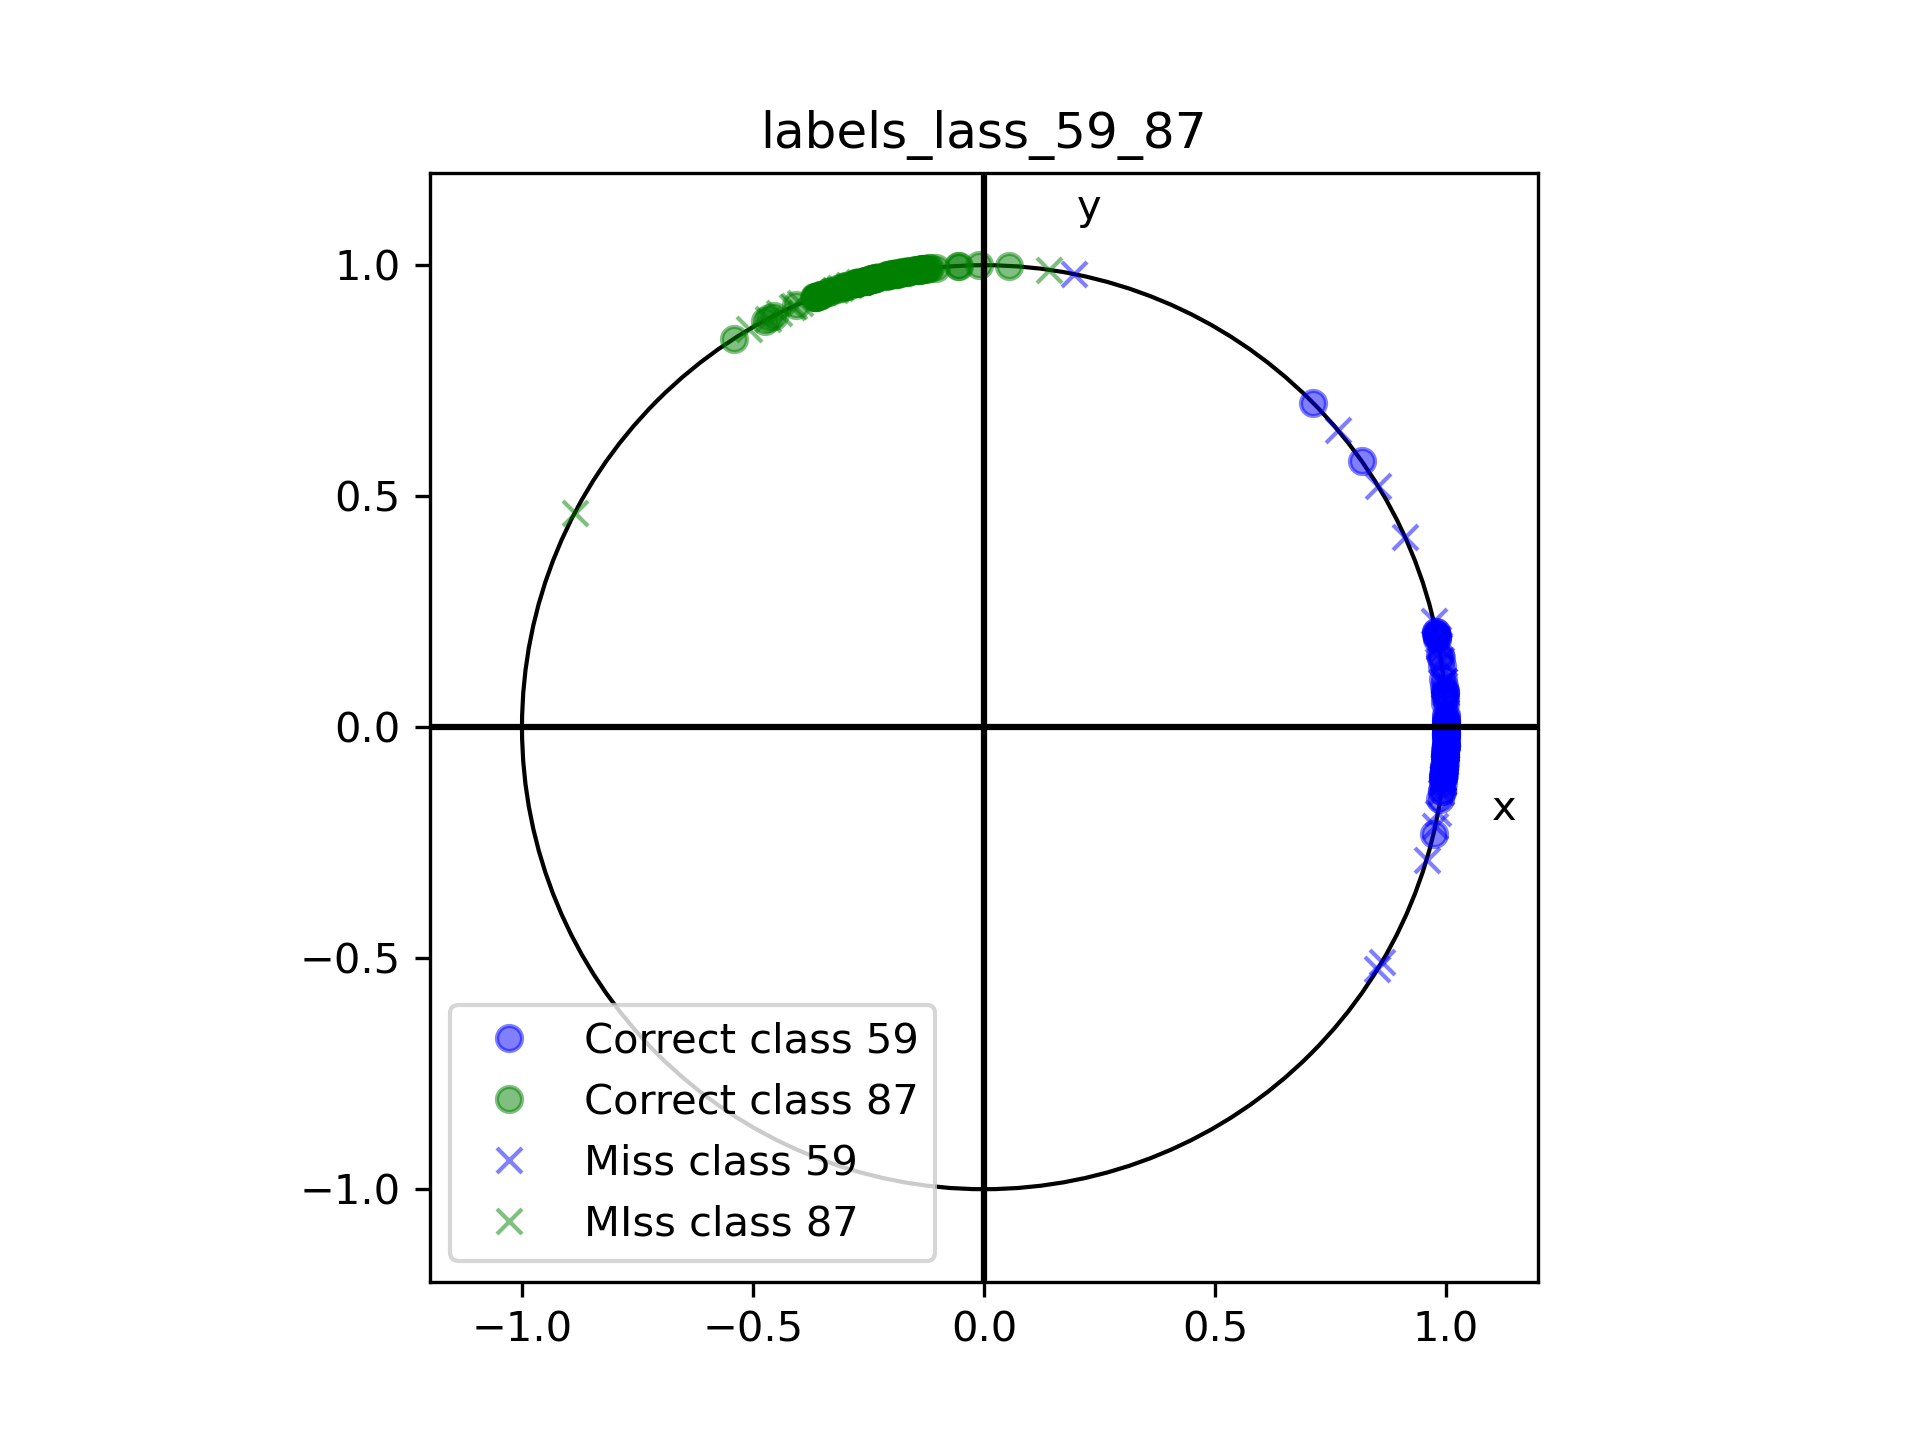 labels_lass_59_87
y
1.0
0.5
0.0
x
−0.5
−1.0
Correct class 59
Correct class 87
Miss class 59
MIss class 87
−1.0 −0.5 0.0 0.5 1.0